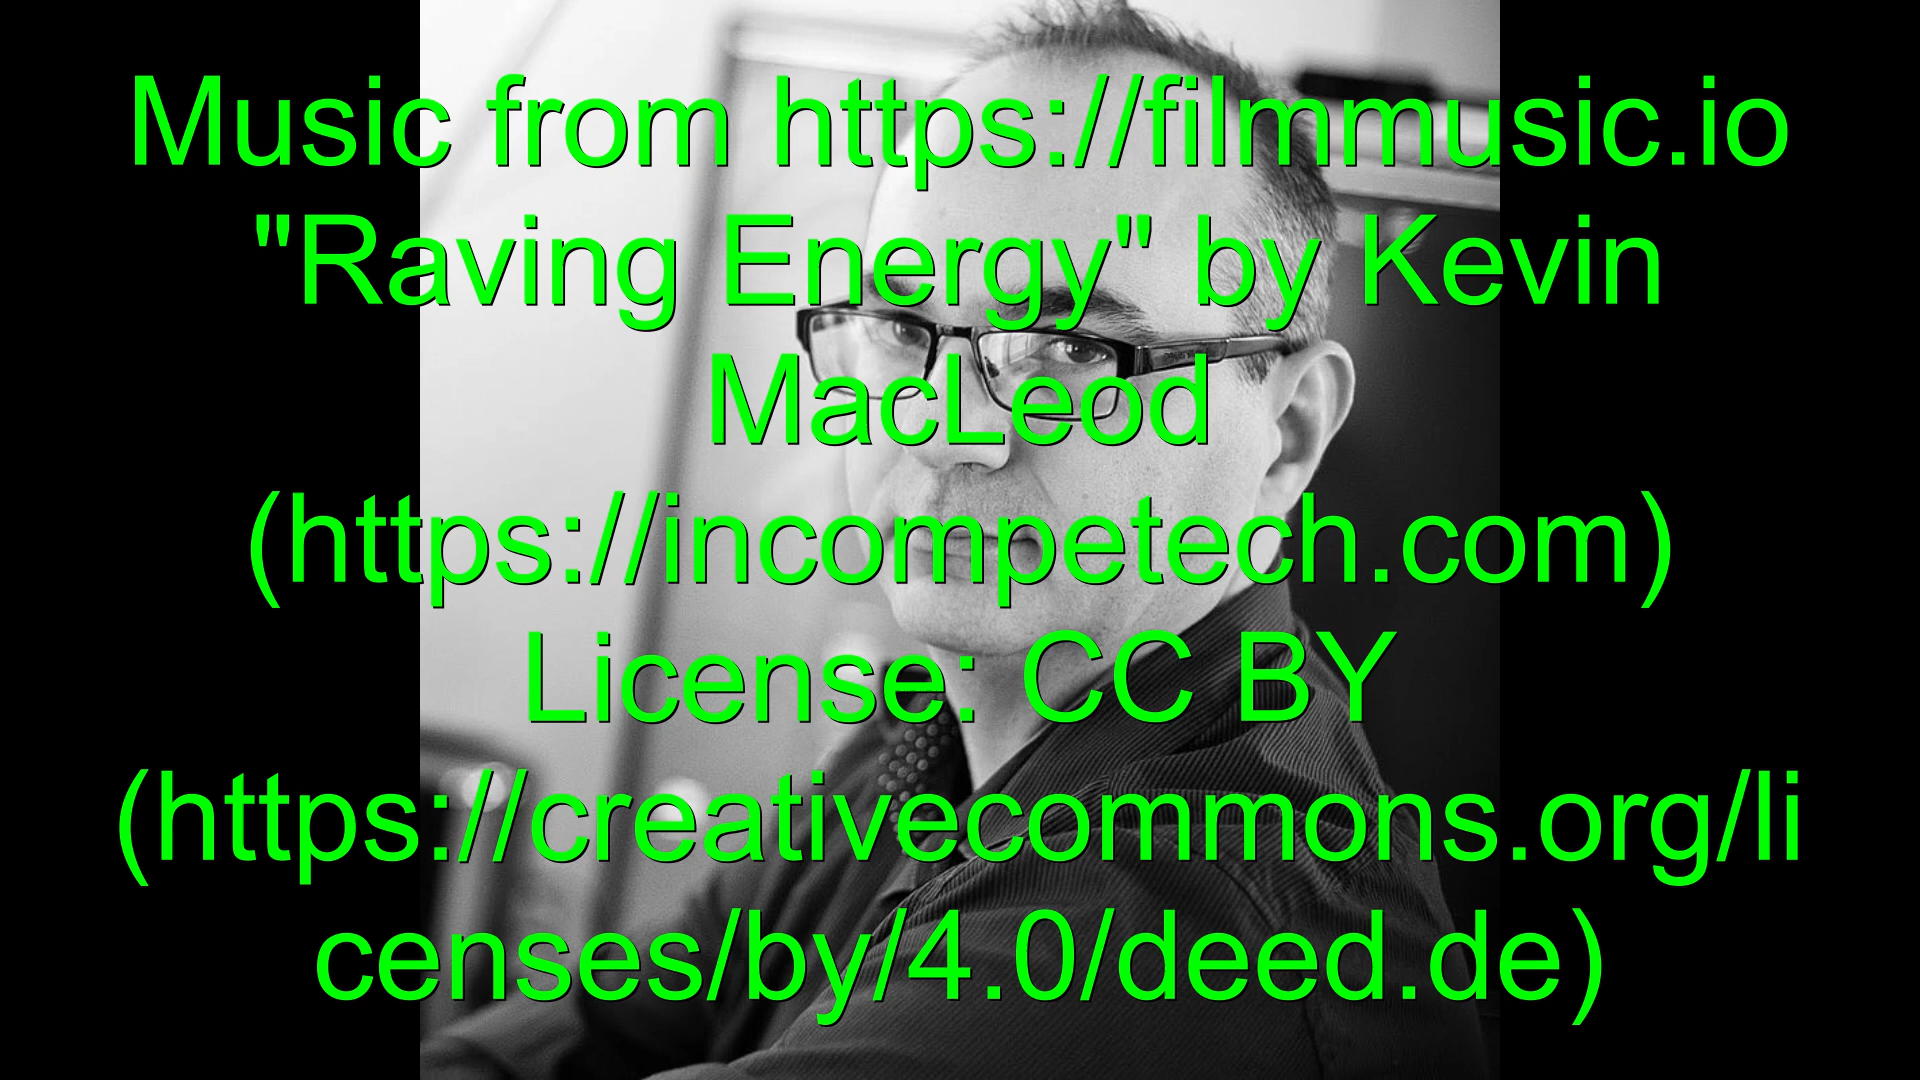 Music from https://filmmusic.io
"Raving Energy" by Kevin
MacLeod
(https://incompetech.com)
License: CC BY
(https://creativecommons.org/li
censes/by/4.0/deed.de)